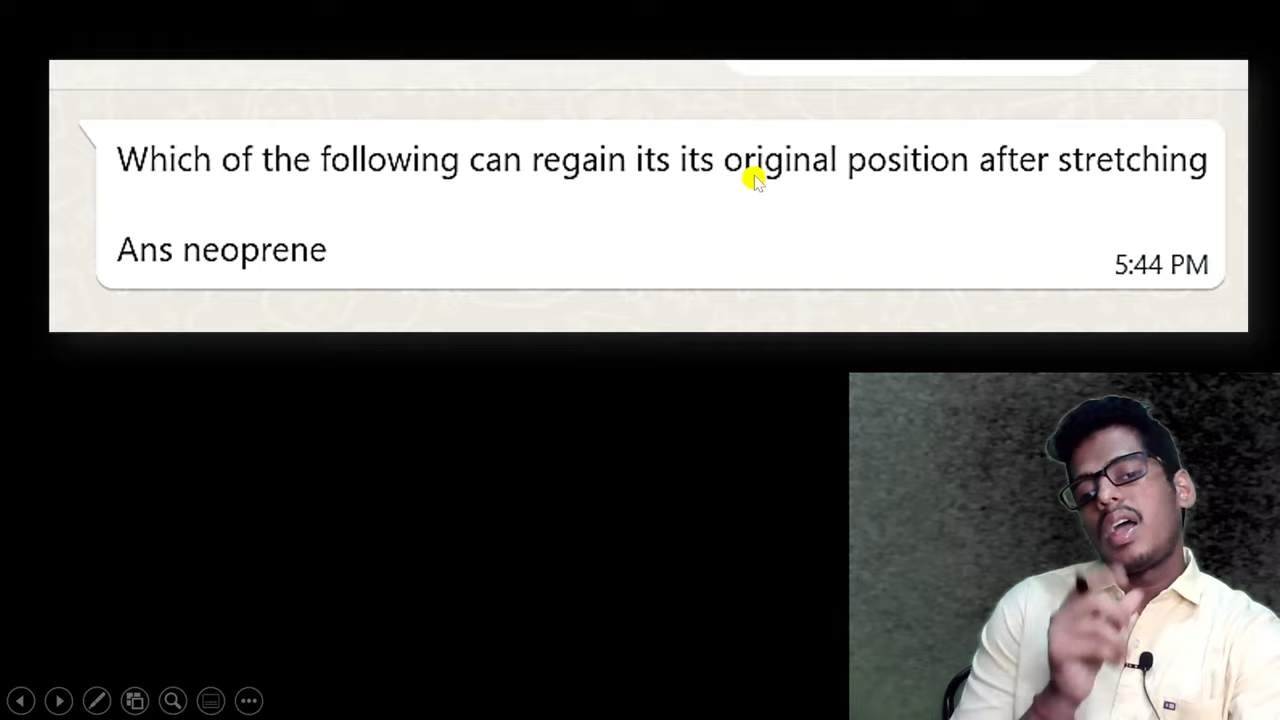 Which of the following can regain its its original position after stretching
Ans neoprene
5:44 PM